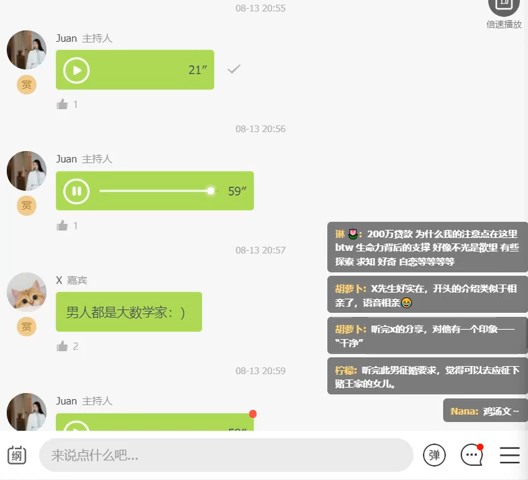 08-13 20:55
倍速播放
Juan 主持人
21″
赏
1
08-13 20:56
Juan 主持人
59″
赏
1
08-13 20:57
琳🌷：200万贷款 为什么我的注意点在这里
btw 生命力背后的支撑 好像不光是欲望 有些
探索 求知 好奇 自恋等等等等
X 嘉宾
男人都是大数学家：)
赏
2
胡萝卜：X先生好实在，开头的介绍类似于相
亲了，语音相亲😄
胡萝卜：听完x的分享，对他有一个印象——
“干净”
柠檬：听完此男征婚要求，觉得可以去应征下
赌王家的女儿。
08-13 20:59
Juan 主持人
Nana：鸡汤文~
纲
来说点什么吧...
弹